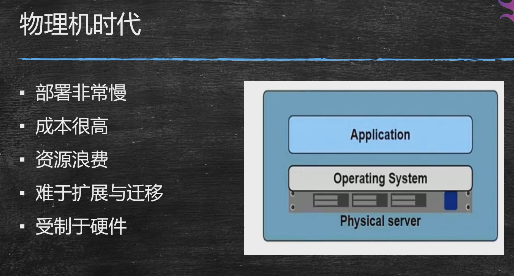 物理机时代
▪ 部署非常慢
▪ 成本很高
▪ 资源浪费
▪ 难于扩展与迁移
▪ 受制于硬件
Application
Operating System
Physical server